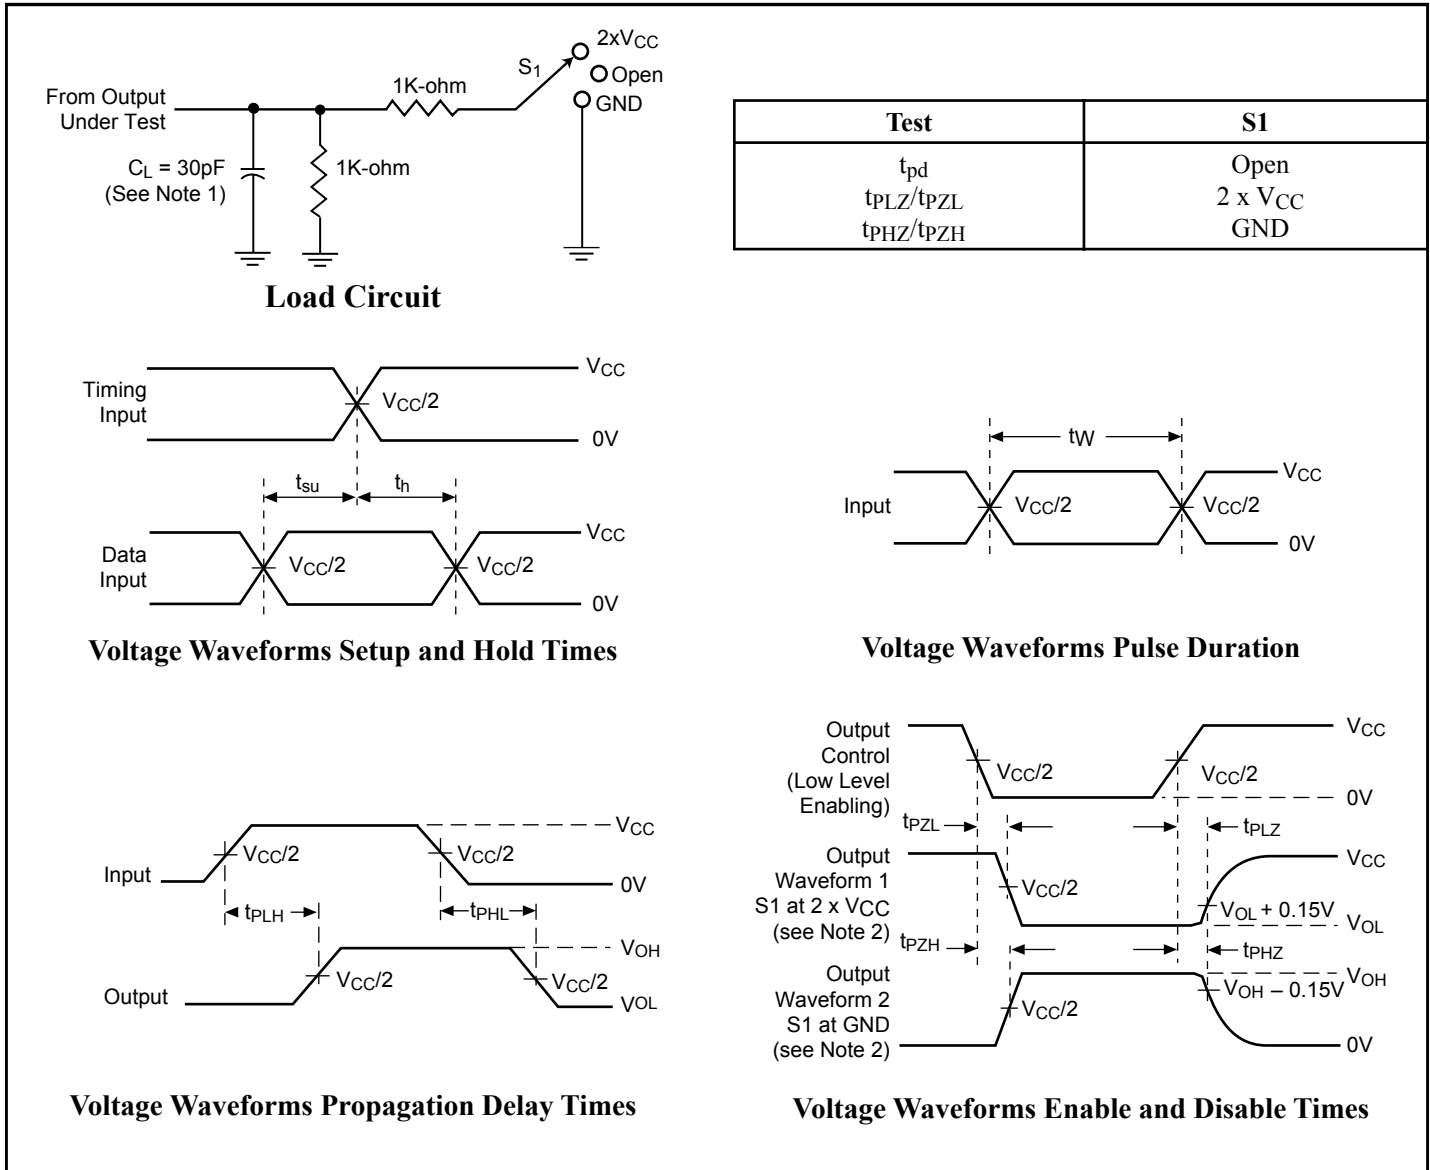 2xVCC
S1
Open
1K-ohm
GND
From Output
Under Test
CL = 30pF
(See Note 1)
1K-ohm
Load Circuit
Test S1
tpd Open
tPLZ/tPZL 2 x VCC
tPHZ/tPZH GND
Timing
Input
VCC
VCC/2
0V
tsu
th
Data
Input
VCC
VCC/2
VCC/2
0V
Voltage Waveforms Setup and Hold Times
tW
Input
VCC
VCC/2
VCC/2
0V
Voltage Waveforms Pulse Duration
Input
VCC
VCC/2
VCC/2
0V
tPLH
tPHL
Output
VOH
VCC/2
VCC/2
VOL
Voltage Waveforms Propagation Delay Times
Output
Control
(Low Level
Enabling)
VCC
VCC/2
VCC/2
0V
tPZL
tPLZ
Output
Waveform 1
S1 at 2 x VCC
(see Note 2)
VCC
VCC/2
VOL + 0.15V
VOL
tPZH
tPHZ
Output
Waveform 2
S1 at GND
(see Note 2)
VOH
VOH – 0.15V
VCC/2
0V
Voltage Waveforms Enable and Disable Times